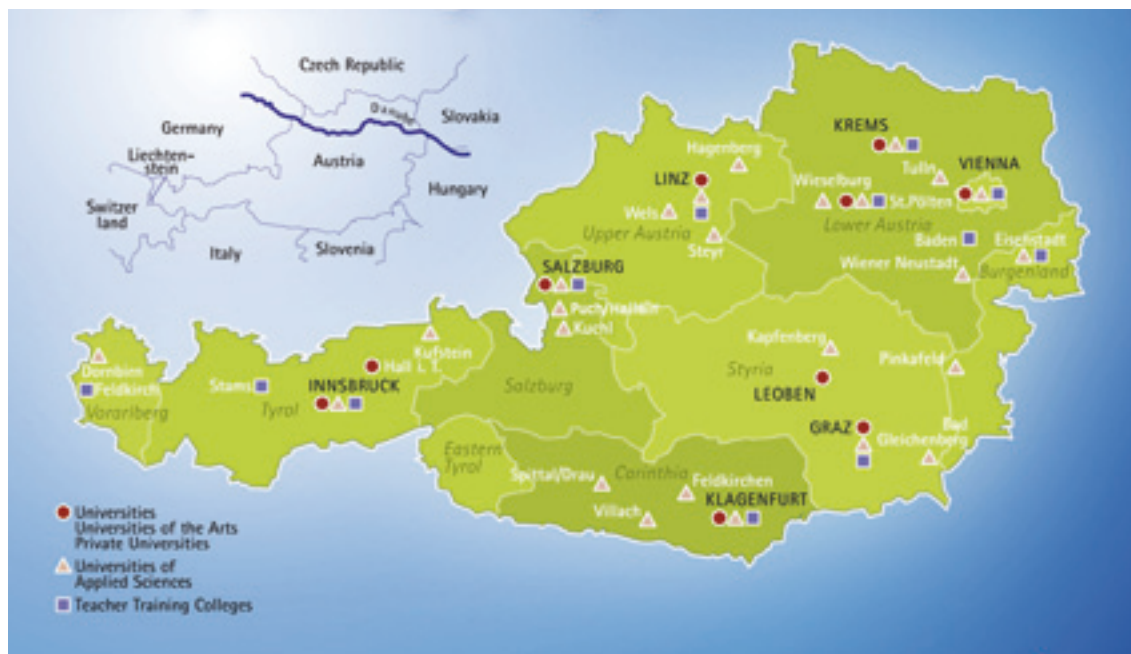 Czech Republic
Danube
Slovakia
Germany
Liechten-
stein
Austria
Hungary
Switzer
land
Italy
Slovenia
KREMS
Hagenberg
Tulln
VIENNA
LINZ
Wieselburg
St.Pölten
Wels
Upper Austria
Lower Austria
Steyr
Baden
Eisenstadt
SALZBURG
Wiener Neustadt
Burgenland
Puch/Hallein
Kuchl
Kufstein
Kapfenberg
Pinkafeld
Dornbirn
Hall i. T.
Styria
Feldkirch
Stams
INNSBRUCK
Salzburg
LEOBEN
Vorarlberg
Tyrol
GRAZ
Bad
Gleichenberg
Eastern
Tyrol
Spittal/Drau
Carinthia
Feldkirchen
KLAGENFURT
Villach
Universities
Universities of the Arts
Private Universities
Universities of
Applied Sciences
Teacher Training Colleges